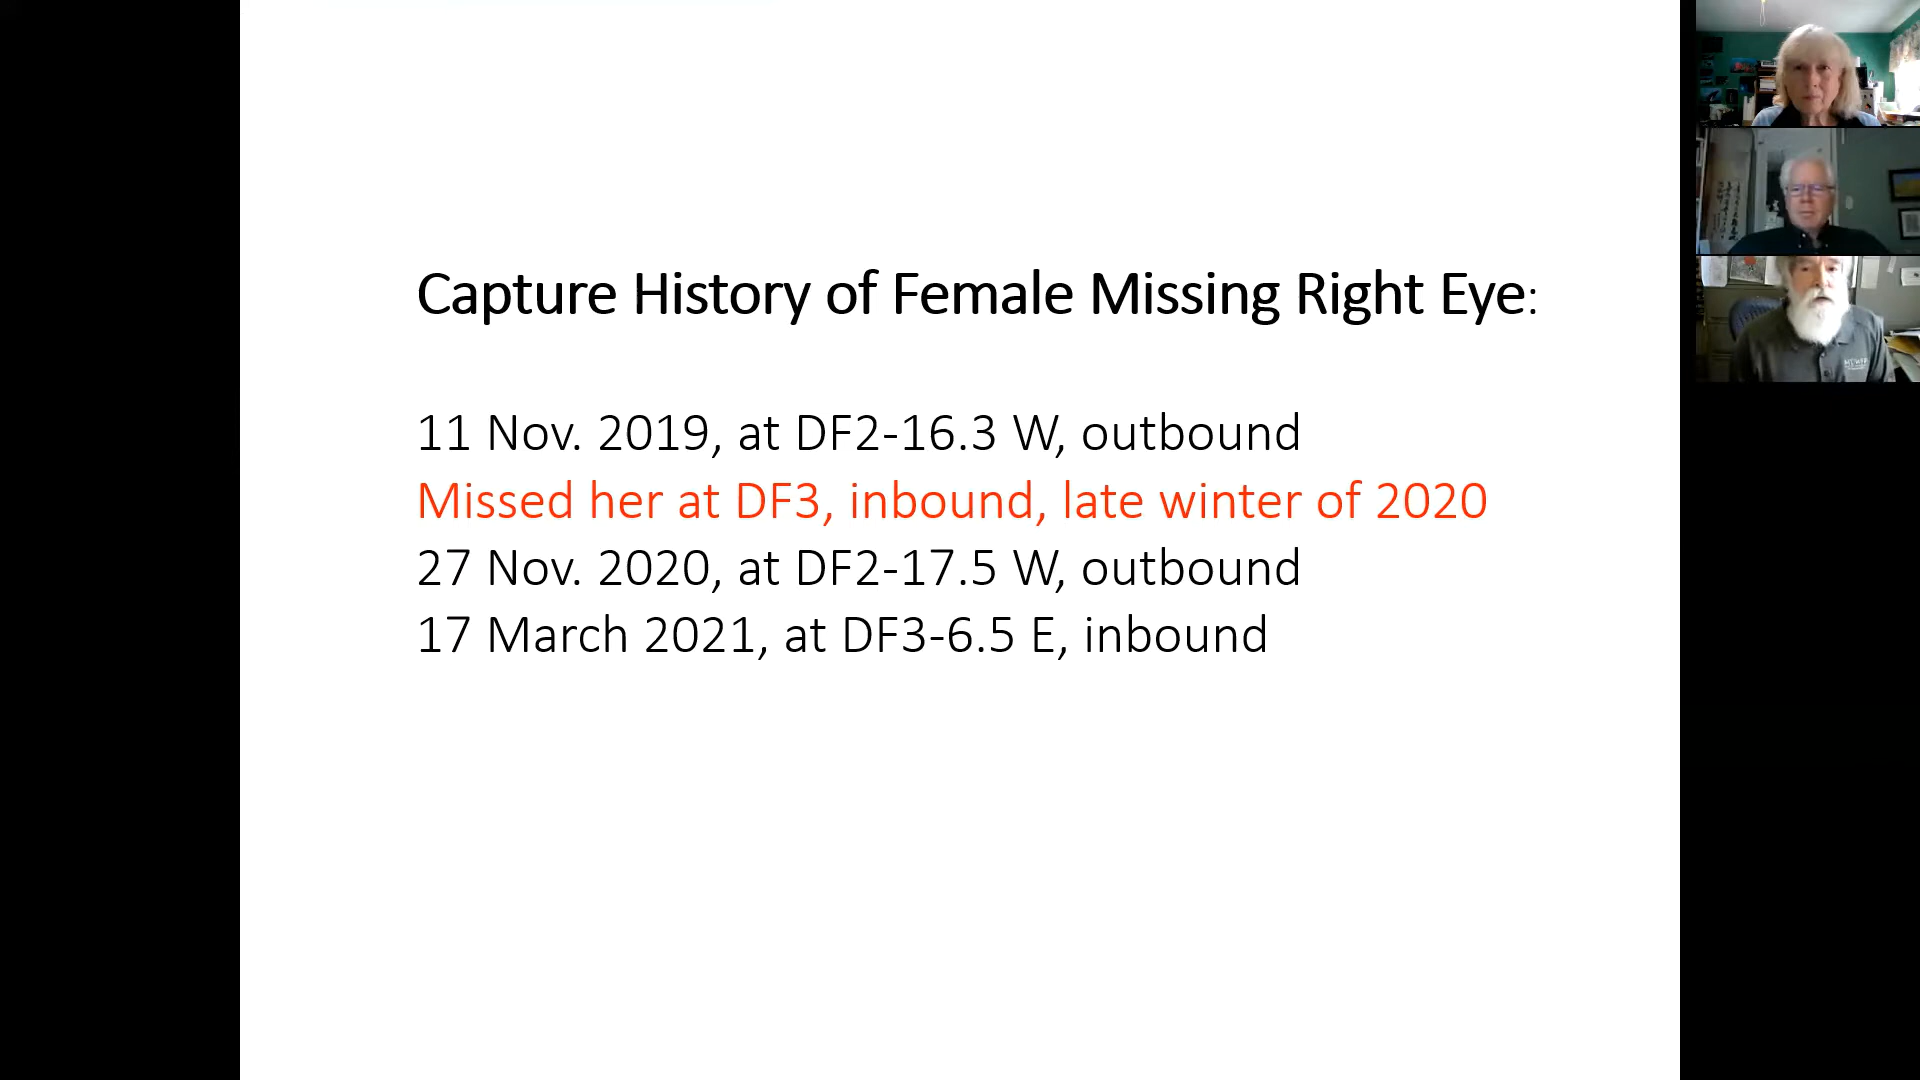 Capture History of Female Missing Right Eye:
11 Nov. 2019, at DF2-16.3 W, outbound
Missed her at DF3, inbound, late winter of 2020
27 Nov. 2020, at DF2-17.5 W, outbound
17 March 2021, at DF3-6.5 E, inbound